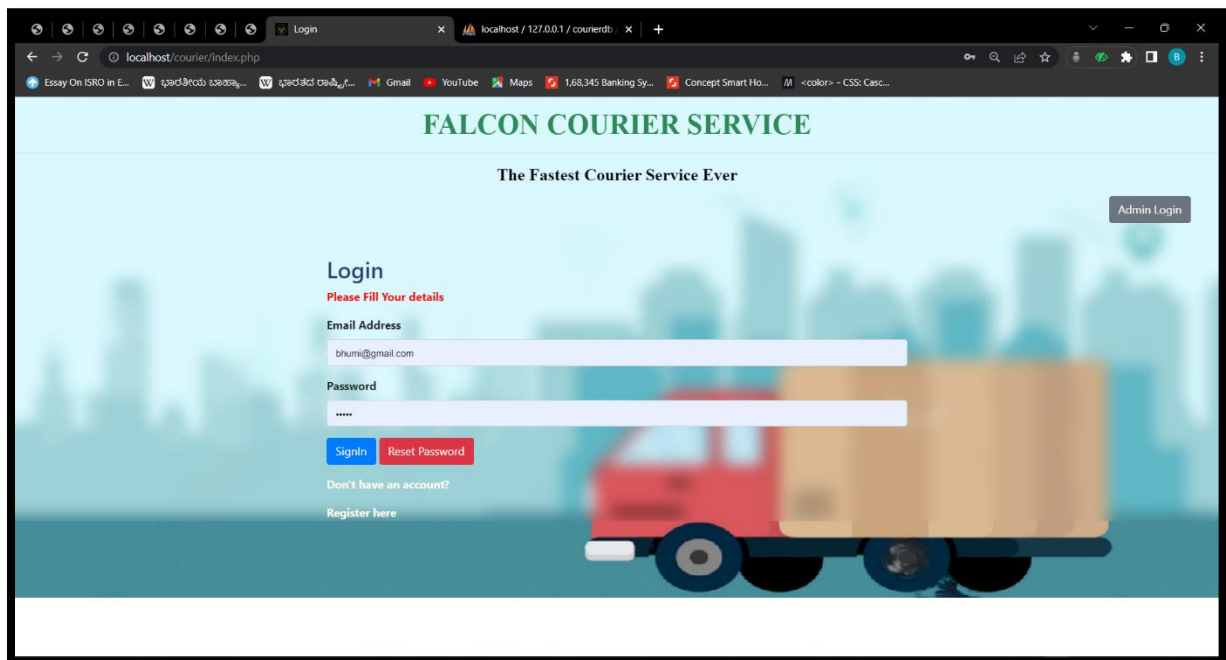 Login
localhost / 127.0.0.1 / courierdb
localhost/courier/index.php
B
Essay On ISRO in E... ಭಾರತೀಯ ಬಾಹ್ಯಾ... ಭಾರತದ ರಾಷ್ಟ್ರೀ... Gmail YouTube Maps 1,68,345 Banking Sy... Concept Smart Ho... <color> - CSS: Casc...
FALCON COURIER SERVICE
The Fastest Courier Service Ever
Admin Login
Login
Please Fill Your details
Email Address
bhumi@gmail.com
Password
•••••
SignIn Reset Password
Don't have an account?
Register here